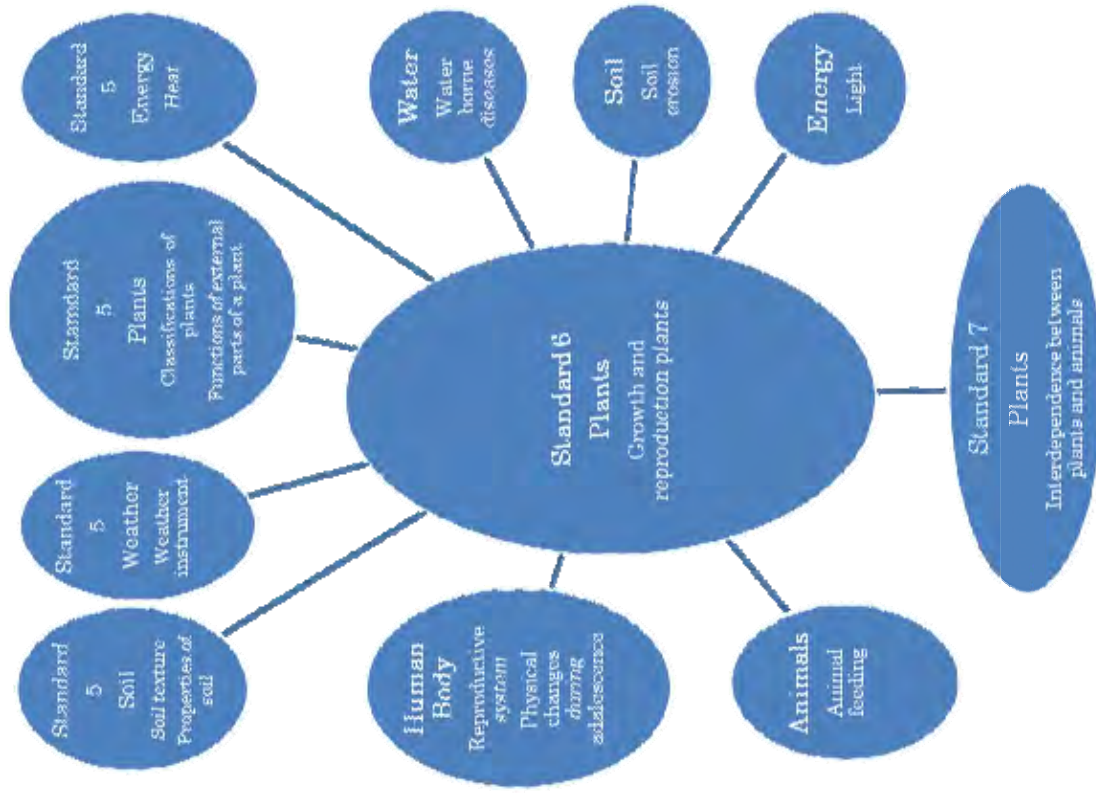 Standard
5
Soil
Soil texture
Properties of
soil
Standard
5
Weather
Weather
instrument
Standard
5
Plants
Classifications of
plants
Functions of external
parts of a plant
Standard
5
Energy
Heat
Human
Body
Reproductive
system
Physical
changes
during
adalescence
Standard 6
Plants
Growth and
reproduction plants
Water
Water
borne
diseases
Soil
Soil
erosion
Animals
Animal
feeding
Energy
Light
Standard 7
Plants
Interdependence between
plants and animals